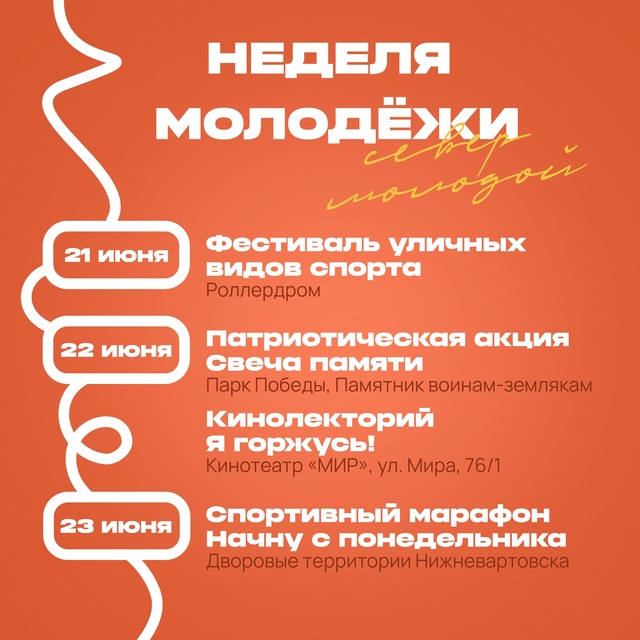 НЕДЕЛЯ
МОЛОДЁЖИ
север
молодой
21 июня
Фестиваль уличных
видов спорта
Роллердром
22 июня
Патриотическая акция
Свеча памяти
Парк Победы, Памятник воинам-землякам
Кинолекторий
Я горжусь!
Кинотеатр «МИР», ул. Мира, 76/1
23 июня
Спортивный марафон
Начну с понедельника
Дворовые территории Нижневартовска